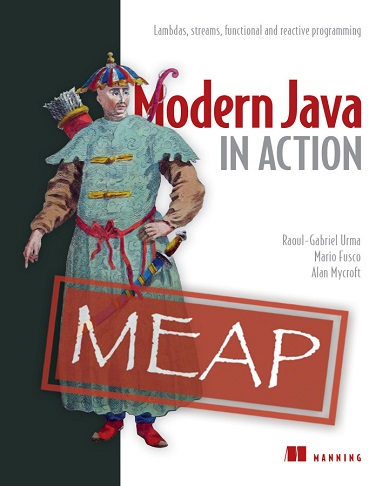 Lambdas, streams, functional and reactive programming
Modern Java
IN ACTION
Raoul-Gabriel Urma
Mario Fusco
Alan Mycroft
MEAP
MANNING